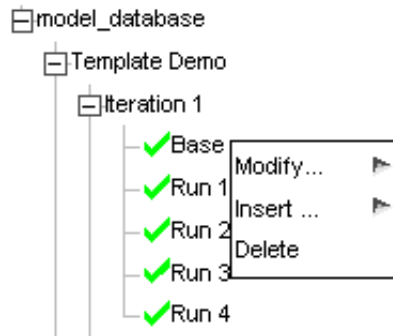 model_database
Template Demo
Iteration 1
Base
Modify...
Run 1
Insert ...
Run 2
Delete
Run 3
Run 4